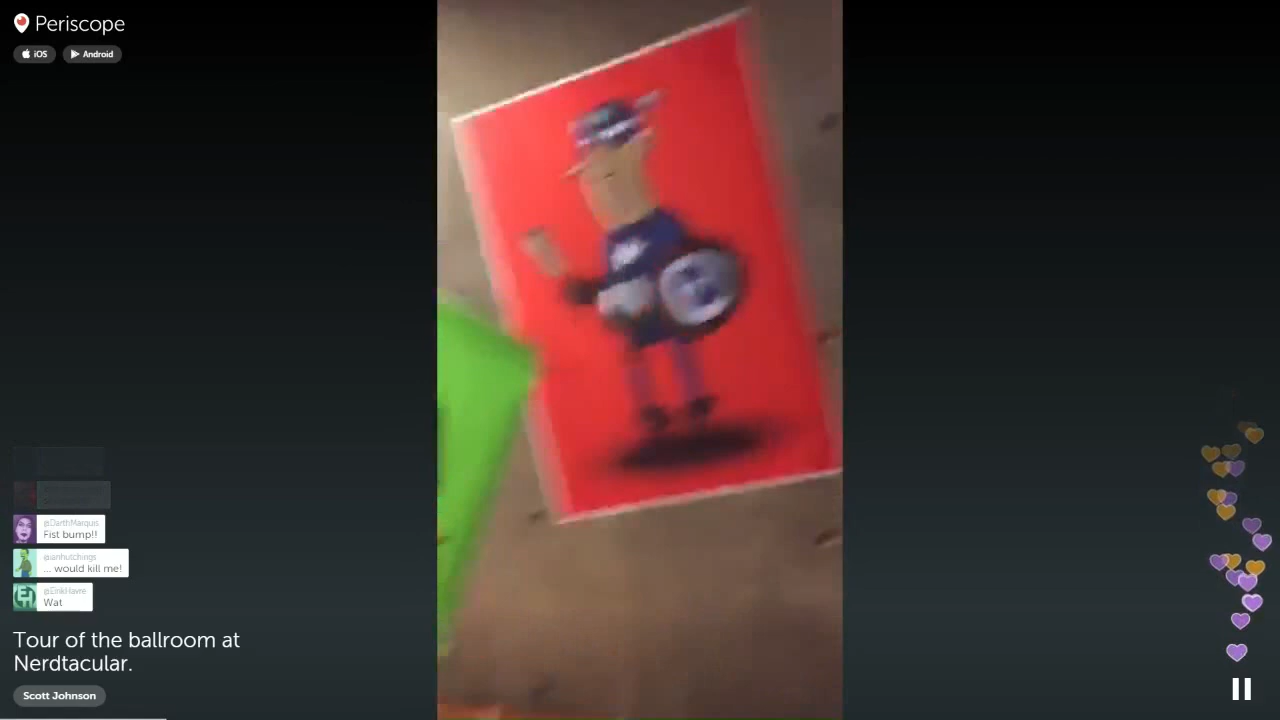 Periscope
iOS
Android
@DarthMarquis
Fist bump!!
@ianhutchings
... would kill me!
@ErikHavre
Wat
Tour of the ballroom at
Nerdtacular.
Scott Johnson